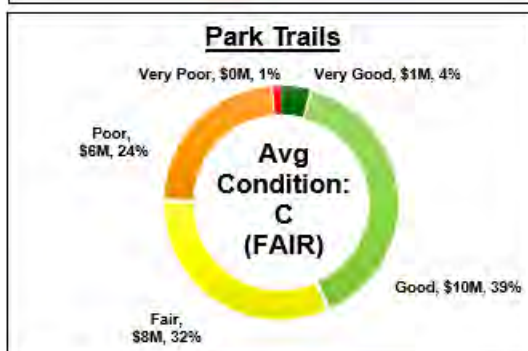 Park Trails
Very Poor, $0M, 1%
Very Good, $1M, 4%
Poor,
$6M, 24%
Avg
Condition:
C
(FAIR)
Good, $10M, 39%
Fair,
$8M, 32%